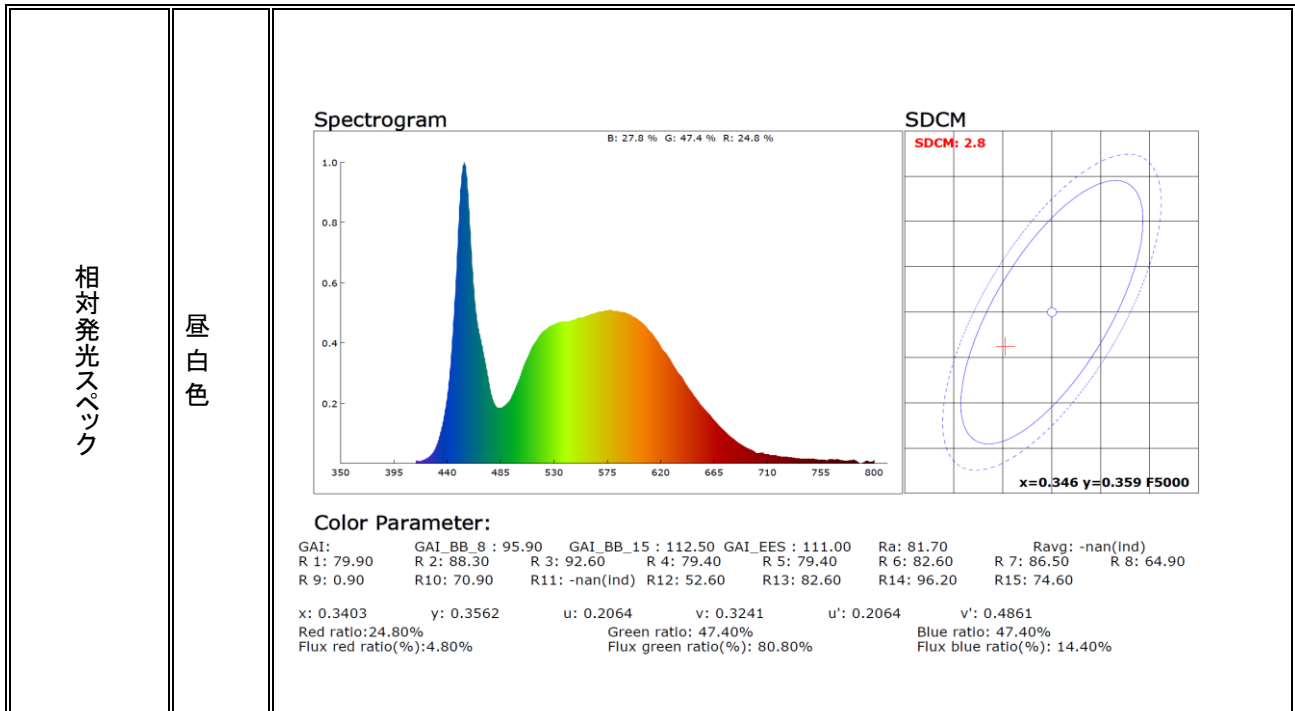 相対発光スペック
昼白色
Spectrogram
B: 27.8 % G: 47.4 % R: 24.8 %
1.0
0.8
0.6
0.4
0.2
350 395 440 485 530 575 620 665 710 755 800
SDCM
SDCM: 2.8
x=0.346 y=0.359 F5000
Color Parameter:
GAI: GAI_BB_8 : 95.90 GAI_BB_15 : 112.50 GAI_EES : 111.00 Ra: 81.70 Ravg: -nan(ind)
R 1: 79.90 R 2: 88.30 R 3: 92.60 R 4: 79.40 R 5: 79.40 R 6: 82.60 R 7: 86.50 R 8: 64.90
R 9: 0.90 R10: 70.90 R11: -nan(ind) R12: 52.60 R13: 82.60 R14: 96.20 R15: 74.60
x: 0.3403 y: 0.3562 u: 0.2064 v: 0.3241 u': 0.2064 v': 0.4861
Red ratio:24.80% Green ratio: 47.40% Blue ratio: 47.40%
Flux red ratio(%):4.80% Flux green ratio(%): 80.80% Flux blue ratio(%): 14.40%